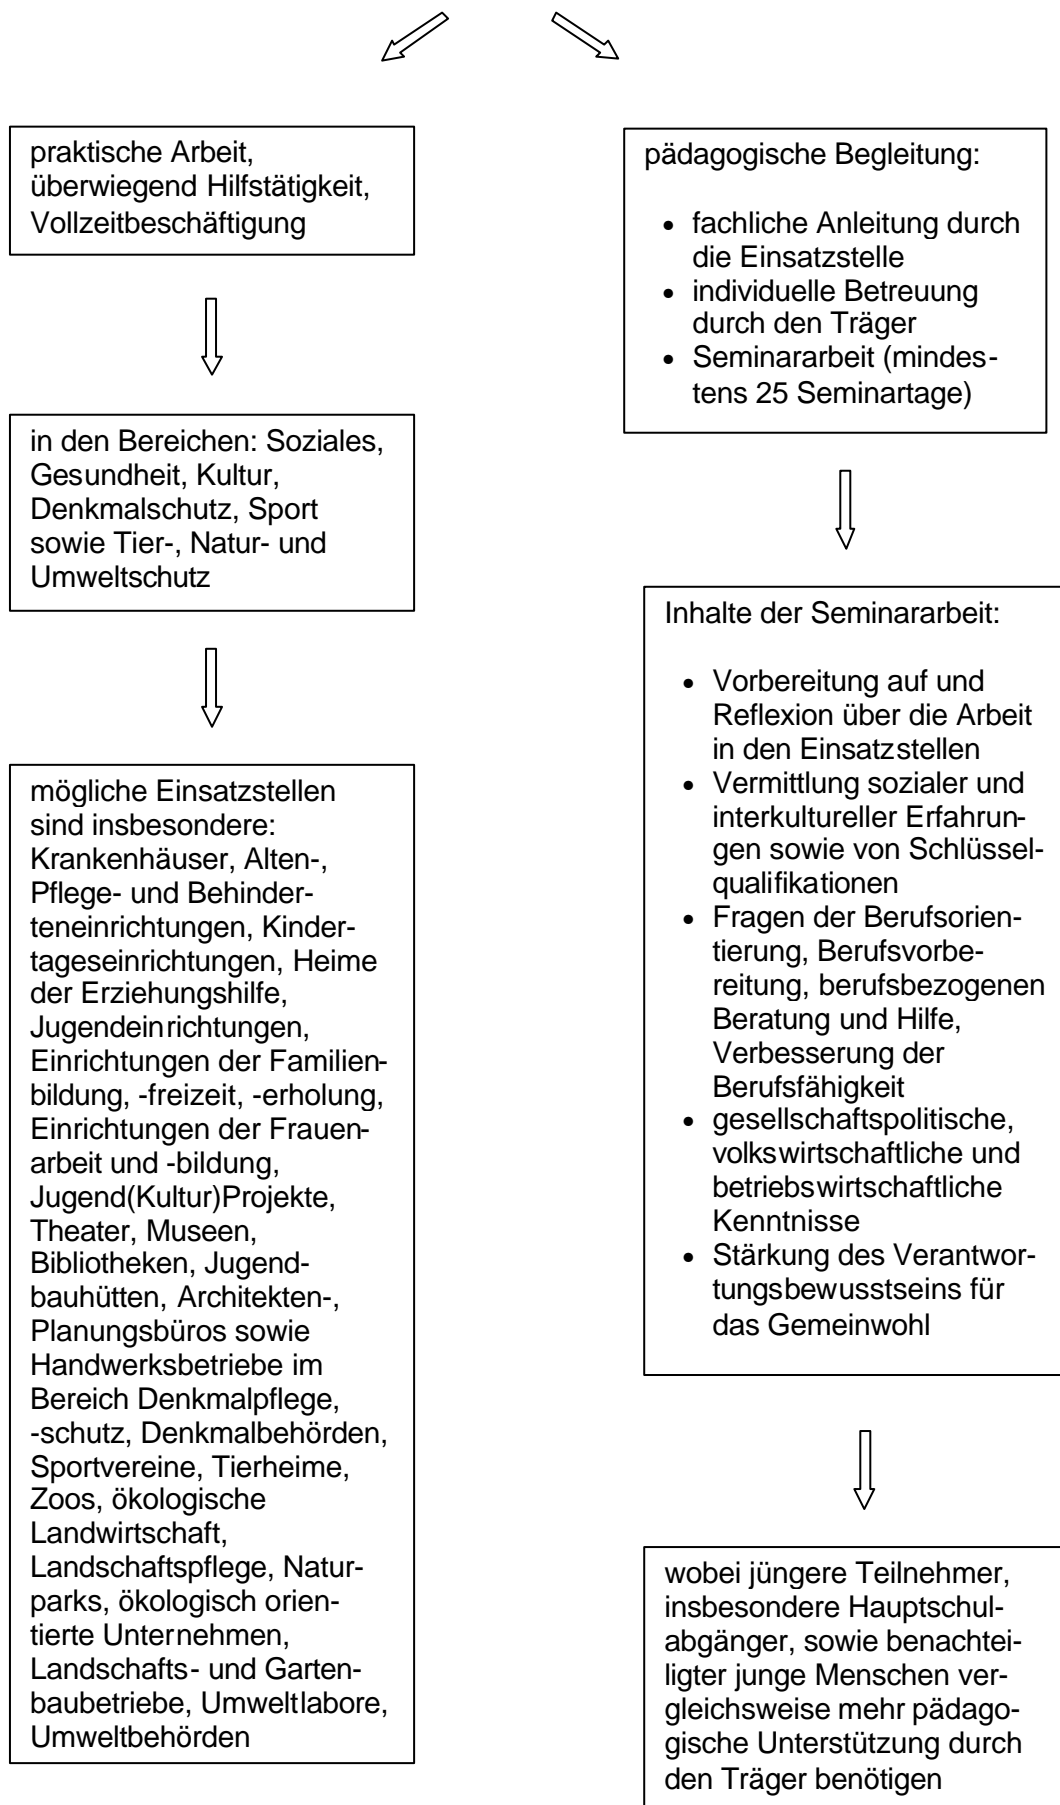 praktische Arbeit,
überwiegend Hilfstätigkeit,
Vollzeitbeschäftigung
in den Bereichen: Soziales,
Gesundheit, Kultur,
Denkmalschutz, Sport
sowie Tier-, Natur- und
Umweltschutz
mögliche Einsatzstellen
sind insbesondere:
Krankenhäuser, Alten-,
Pflege- und Behinder-
teneinrichtungen, Kinder-
tageseinrichtungen, Heime
der Erziehungshilfe,
Jugendeinrichtungen,
Einrichtungen der Familien-
bildung, -freizeit, -erholung,
Einrichtungen der Frauen-
arbeit und -bildung,
Jugend(Kultur)Projekte,
Theater, Museen,
Bibliotheken, Jugend-
bauhütten, Architekten-,
Planungsbüros sowie
Handwerksbetriebe im
Bereich Denkmalpflege,
-schutz, Denkmalbehörden,
Sportvereine, Tierheime,
Zoos, ökologische
Landwirtschaft,
Landschaftspflege, Natur-
parks, ökologisch orien-
tierte Unternehmen,
Landschafts- und Garten-
baubetriebe, Umweltlabore,
Umweltbehörden
pädagogische Begleitung:
• fachliche Anleitung durch
die Einsatzstelle
• individuelle Betreuung
durch den Träger
• Seminararbeit (mindes-
tens 25 Seminartage)
Inhalte der Seminararbeit:
• Vorbereitung auf und
Reflexion über die Arbeit
in den Einsatzstellen
• Vermittlung sozialer und
interkultureller Erfahrun-
gen sowie von Schlüssel-
qualifikationen
• Fragen der Berufsorien-
tierung, Berufsvorbe-
reitung, berufsbezogenen
Beratung und Hilfe,
Verbesserung der
Berufsfähigkeit
• gesellschaftspolitische,
volkswirtschaftliche und
betriebswirtschaftliche
Kenntnisse
• Stärkung des Verantwor-
tungsbewusstseins für
das Gemeinwohl
wobei jüngere Teilnehmer,
insbesondere Hauptschul-
abgänger, sowie benachtei-
ligter junge Menschen ver-
gleichsweise mehr pädago-
gische Unterstützung durch
den Träger benötigen